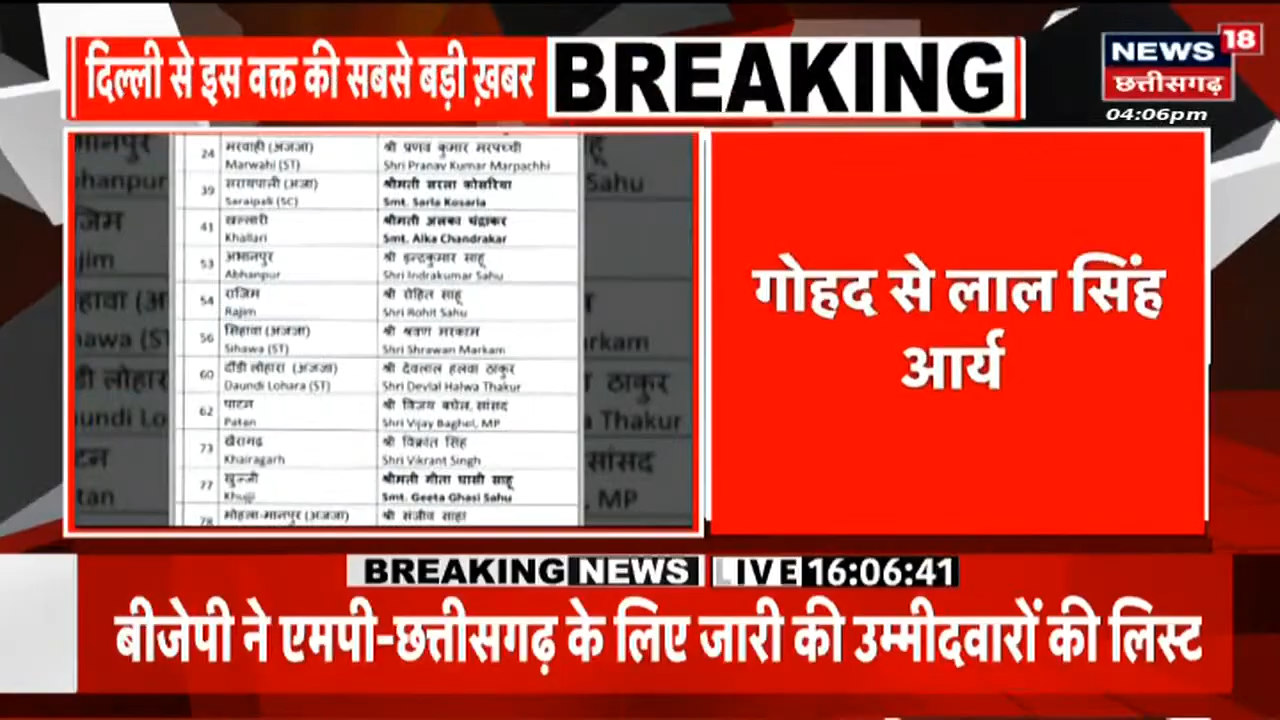 दिल्ली से इस वक्त की सबसे बड़ी ख़बर BREAKING
NEWS 18
छत्तीसगढ़
04:06pm
24 मरवाही (अजजा) श्री प्रणव कुमार मरपच्ची
Marwahi (ST) Shri Pranav Kumar Marpachhi
39 सरायपाली (अजा) श्रीमती सरला कोसरिया
Saraipali (SC) Smt. Sarla Kosaria
41 खल्लारी श्रीमती अलका चंद्राकर
Khallari Smt. Alka Chandrakar
53 अभानपुर श्री इन्द्रकुमार साहू
Abhanpur Shri Indrakumar Sahu
54 राजिम श्री रोहित साहू
Rajim Shri Rohit Sahu
56 सिहावा (अजजा) श्री श्रवण मरकाम
Sihawa (ST) Shri Shrawan Markam
60 दौंडी लोहारा (अजजा) श्री देवलाल हलवा ठाकुर
Daundi Lohara (ST) Shri Devlal Halwa Thakur
62 पाटन श्री विजय बघेल, सांसद
Patan Shri Vijay Baghel, MP
73 खैरागढ़ श्री विक्रांत सिंह
Khairagarh Shri Vikrant Singh
77 खुज्जी श्रीमती गीता घासी साहू
Khujji Smt. Geeta Ghasi Sahu
78 मोहला-मानपुर (अजजा) श्री संजीव साहा
गोहद से लाल सिंह
आर्य
BREAKING NEWS LIVE 16:06:41
बीजेपी ने एमपी-छत्तीसगढ़ के लिए जारी की उम्मीदवारों की लिस्ट